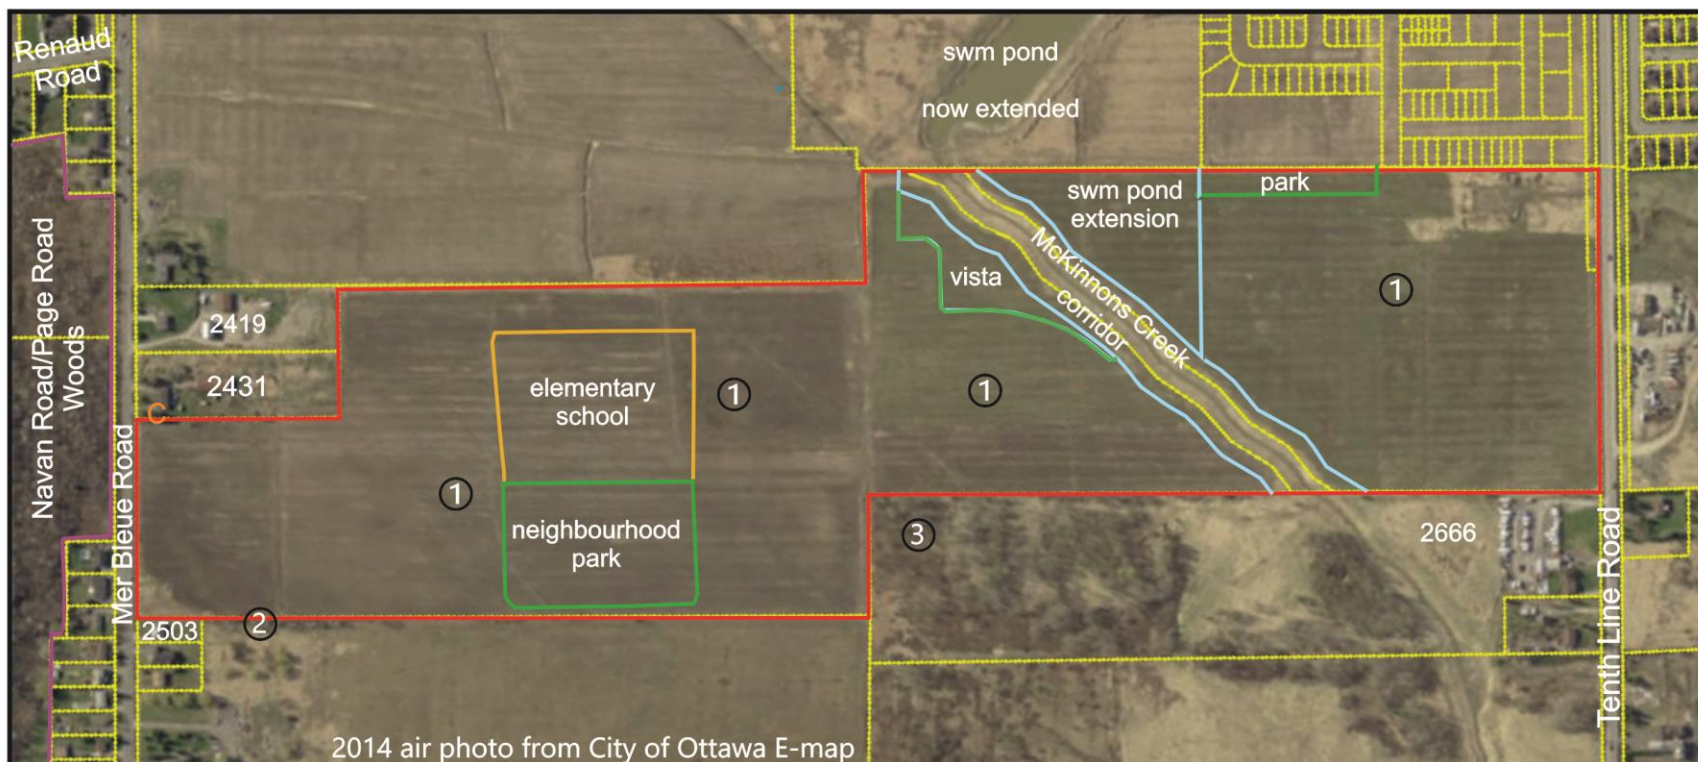 Renaud
Road
swm pond
now extended
swm pond
extension
park
McKinnons Creek
corridor
vista
1
Navan Road/Page Road
Woods
2419
2431
C
elementary
school
1
1
1
neighbourhood
park
3
2666
Mer Bleue Road
2503
2
Tenth Line Road
2014 air photo from City of Ottawa E-map